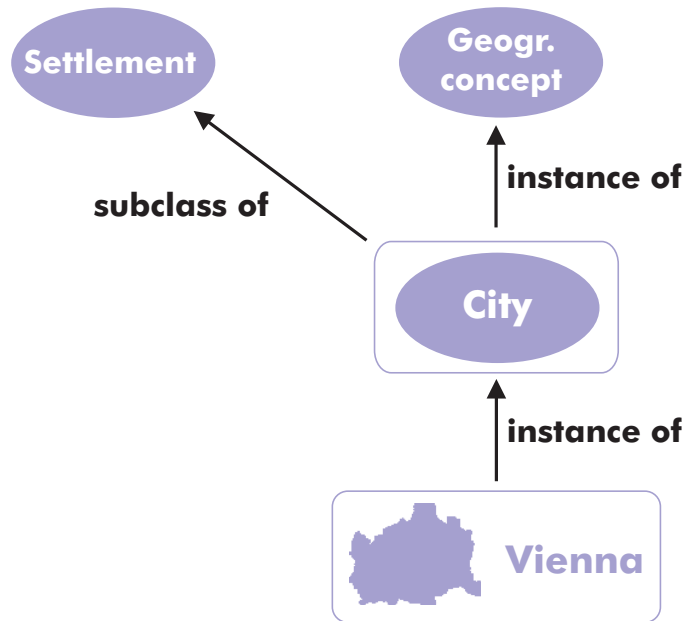 Settlement
Geogr.
concept
subclass of
instance of
City
instance of
Vienna